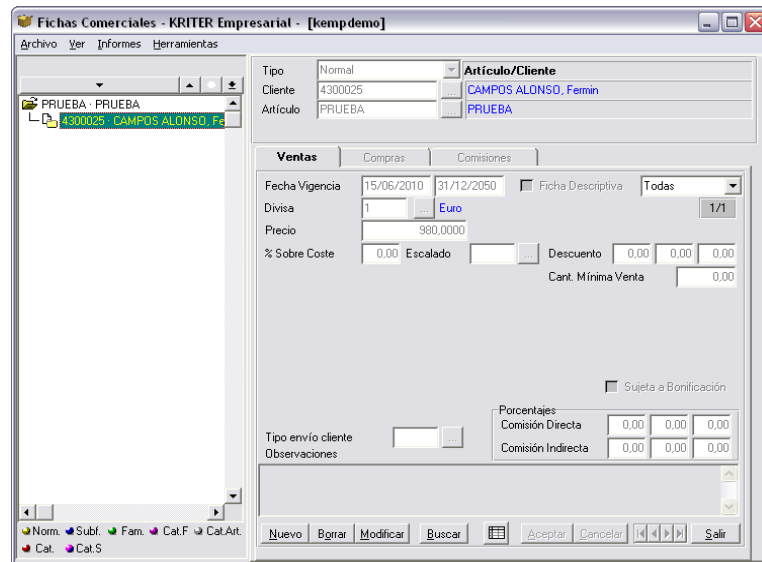 Fichas Comerciales - KRITER Empresarial - [kempdemo]
Archivo Ver Informes Herramientas
PRUEBA · PRUEBA
4300025 · CAMPOS ALONSO, Fe
Norm. Subf. Fam. Cat.F Cat.Art.
Cat. Cat.S
Tipo Normal Artículo/Cliente
Cliente 4300025 ... CAMPOS ALONSO, Fermin
Artículo PRUEBA ... PRUEBA
Ventas Compras Comisiones
Fecha Vigencia 15/06/2010 31/12/2050 Ficha Descriptiva Todas
Divisa 1 ... Euro 1/1
Precio 980,0000
% Sobre Coste 0,00 Escalado ... Descuento 0,00 0,00 0,00
Cant. Mínima Venta 0,00
Sujeta a Bonificación
Porcentajes
Comisión Directa 0,00 0,00 0,00
Tipo envío cliente ...
Comisión Indirecta 0,00 0,00 0,00
Observaciones
Nuevo Borrar Modificar Buscar Aceptar Cancelar Salir